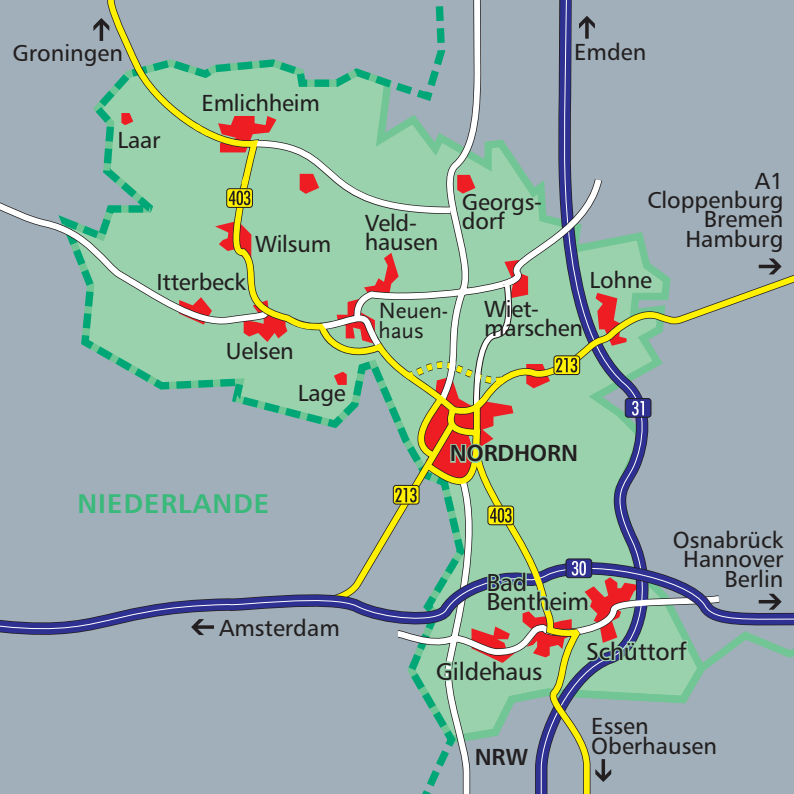 Groningen
Emden
Emlichheim
Laar
A1
Cloppenburg
Bremen
Hamburg
403
Georgs-
dorf
Veld-
hausen
Wilsum
Itterbeck
Lohne
Neuen-
haus
Wiet-
marschen
Uelsen
213
Lage
31
NORDHORN
NIEDERLANDE
213
403
Osnabrück
Hannover
Berlin
30
Bad
Bentheim
Amsterdam
Schüttorf
Gildehaus
Essen
Oberhausen
NRW